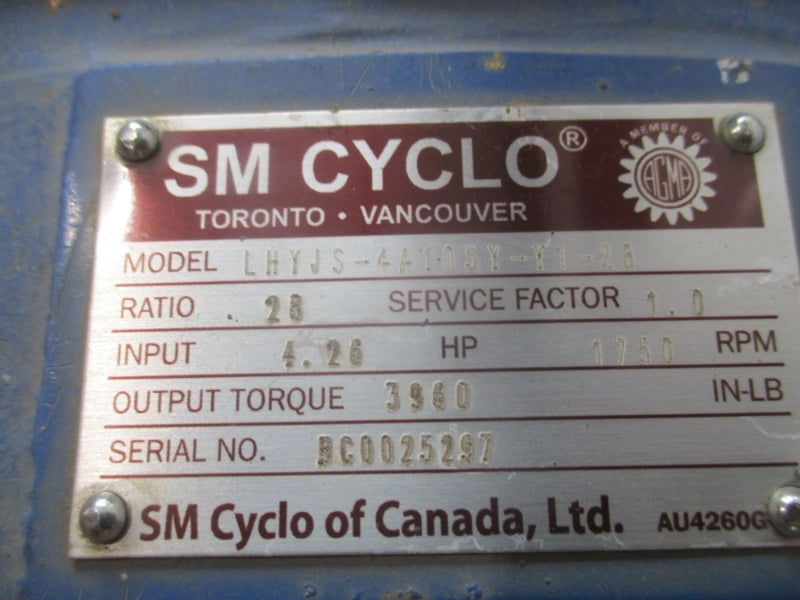 SM CYCLO®
A MEMBER OF
AGMA
TORONTO • VANCOUVER
MODEL LHYJS-4A105Y-Y1-28
RATIO 28 SERVICE FACTOR 1.0
INPUT 4.26 HP 1750 RPM
OUTPUT TORQUE 3960 IN-LB
SERIAL NO. BC0025297
SM Cyclo of Canada, Ltd. AU4260G